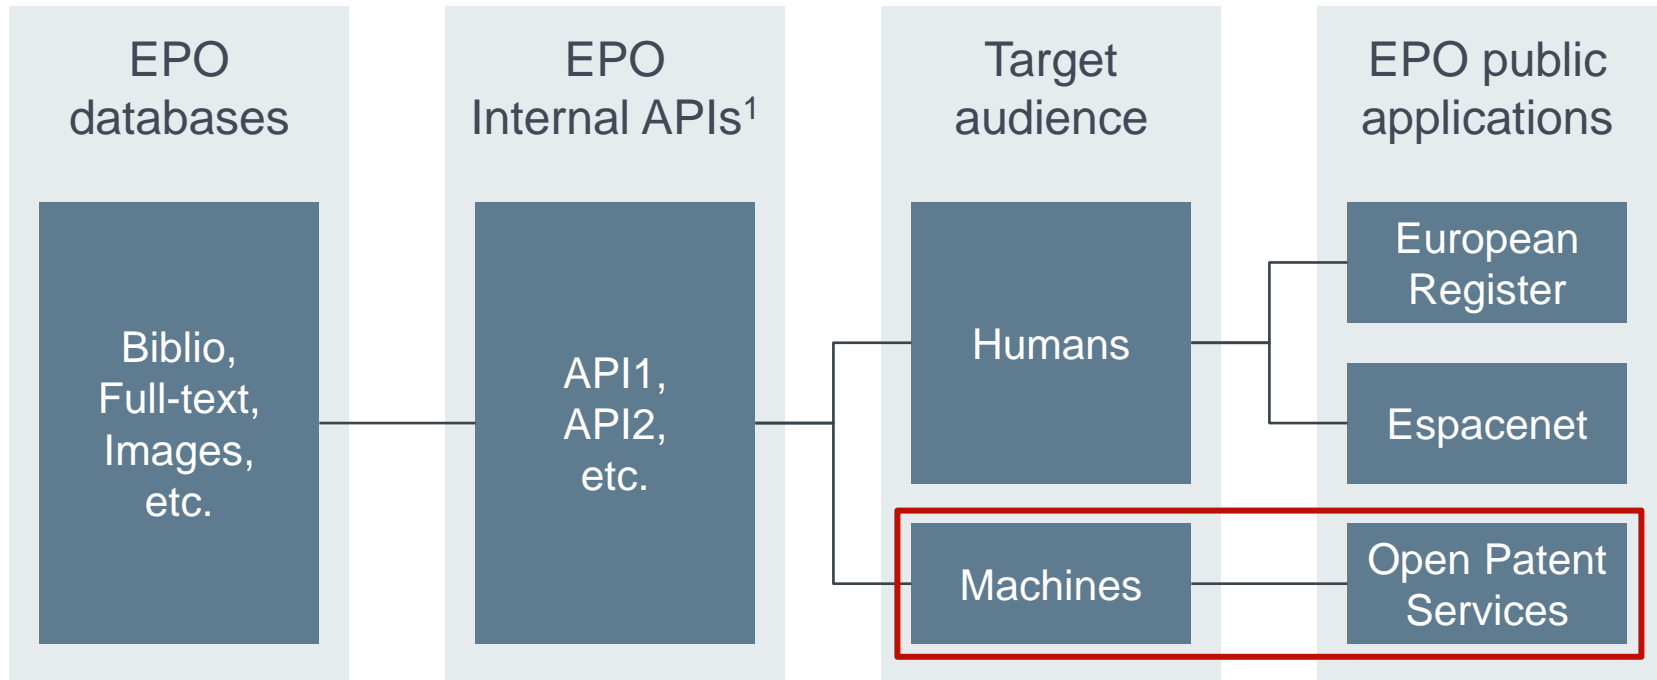 EPO
databases
EPO
Internal APIs¹
Target
audience
EPO public
applications
Biblio,
Full-text,
Images,
etc.
API1,
API2,
etc.
Humans
Machines
European
Register
Espacenet
Open Patent
Services